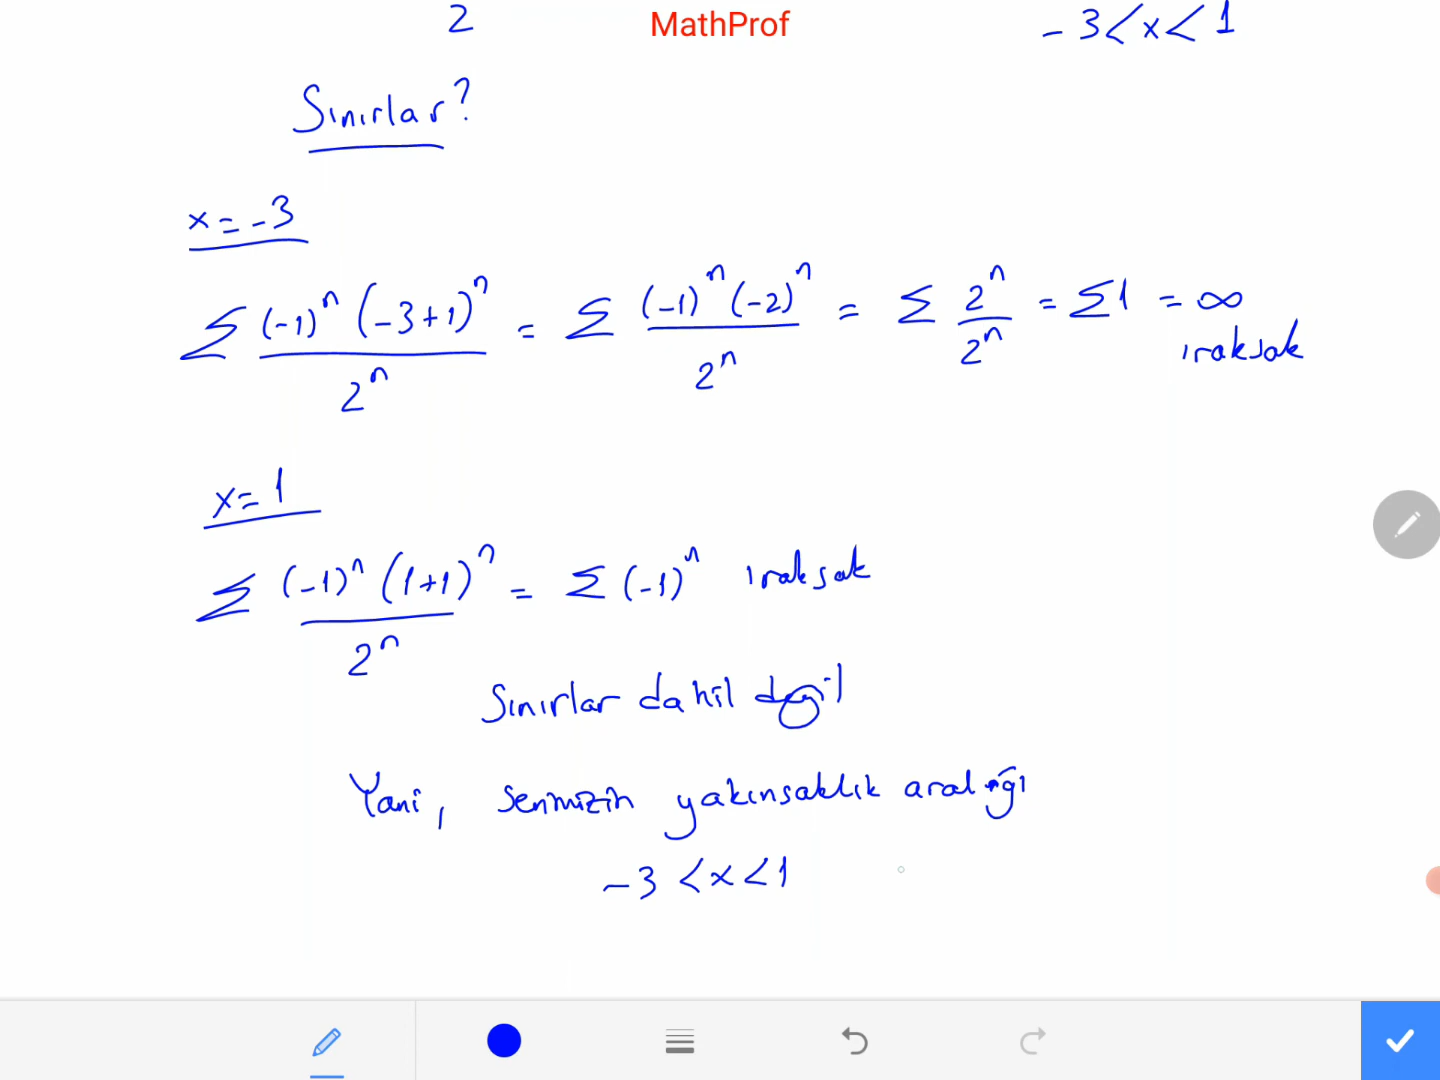 2 MathProf -3<x<1
Sınırlar?
x=-3
Σ (-1)^n (-3+1)^n / 2^n = Σ (-1)^n (-2)^n / 2^n = Σ 2^n / 2^n = Σ1 = ∞
ıraksak
x=1
Σ (-1)^n (1+1)^n / 2^n = Σ (-1)^n ıraksak
Sınırlar dahil değil
Yani, serimizin yakınsaklık aralığı
-3<x<1